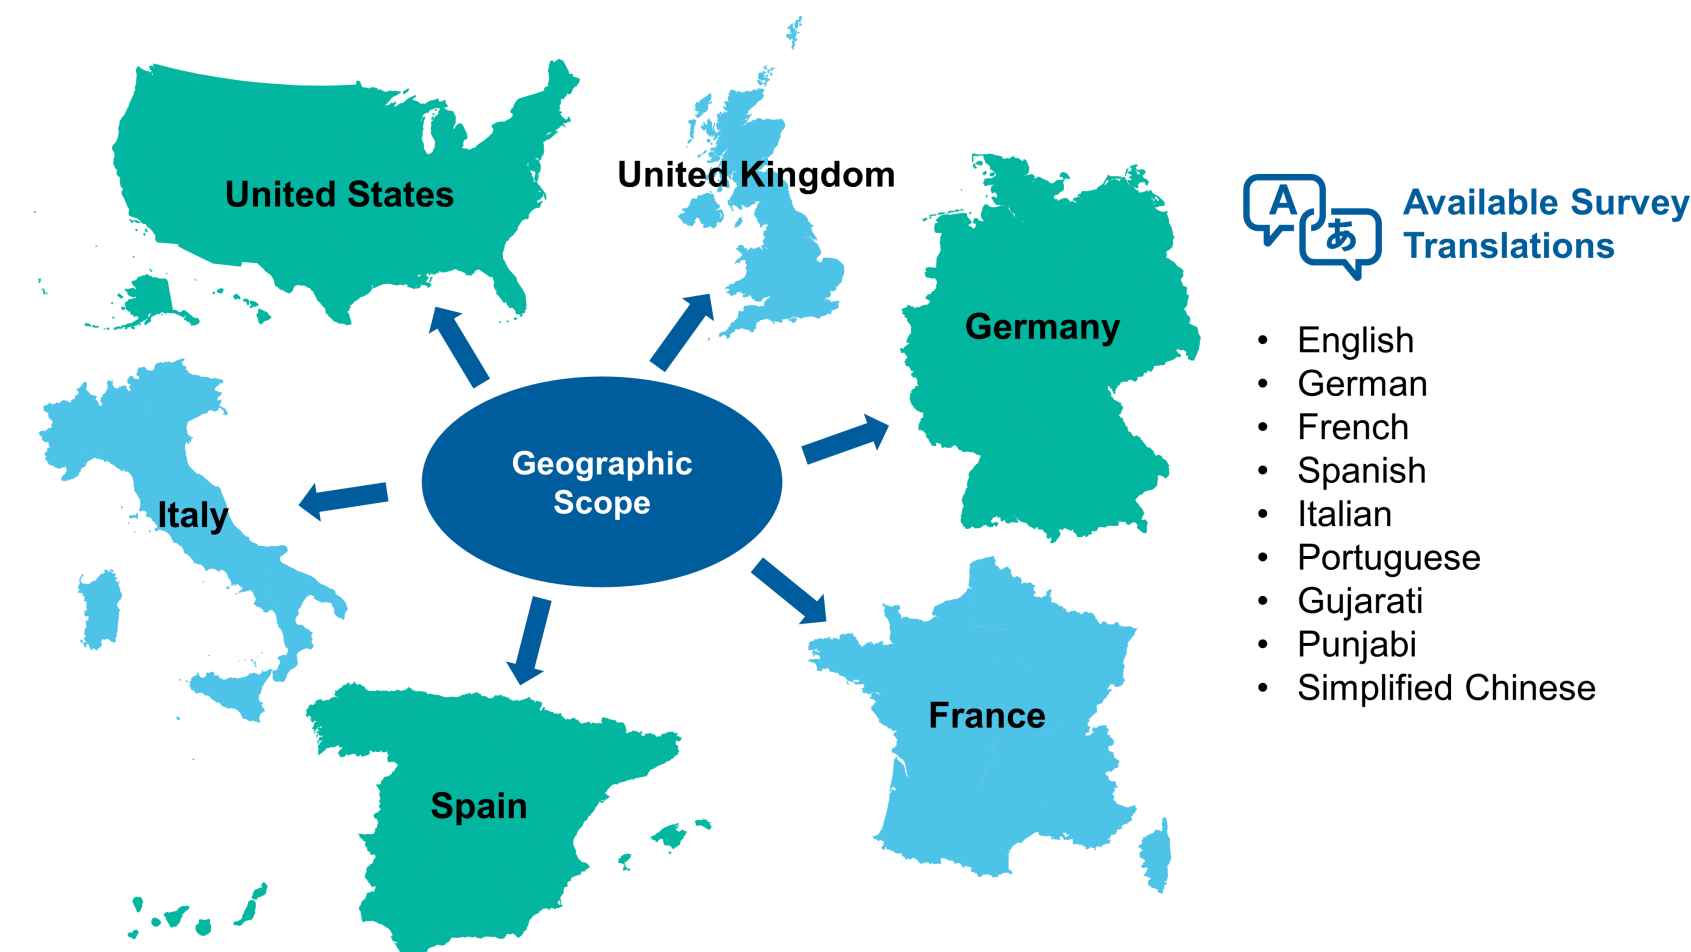 United States
United Kingdom
Germany
Geographic
Scope
Italy
Spain
France
A
あ
Available Survey
Translations
• English
• German
• French
• Spanish
• Italian
• Portuguese
• Gujarati
• Punjabi
• Simplified Chinese